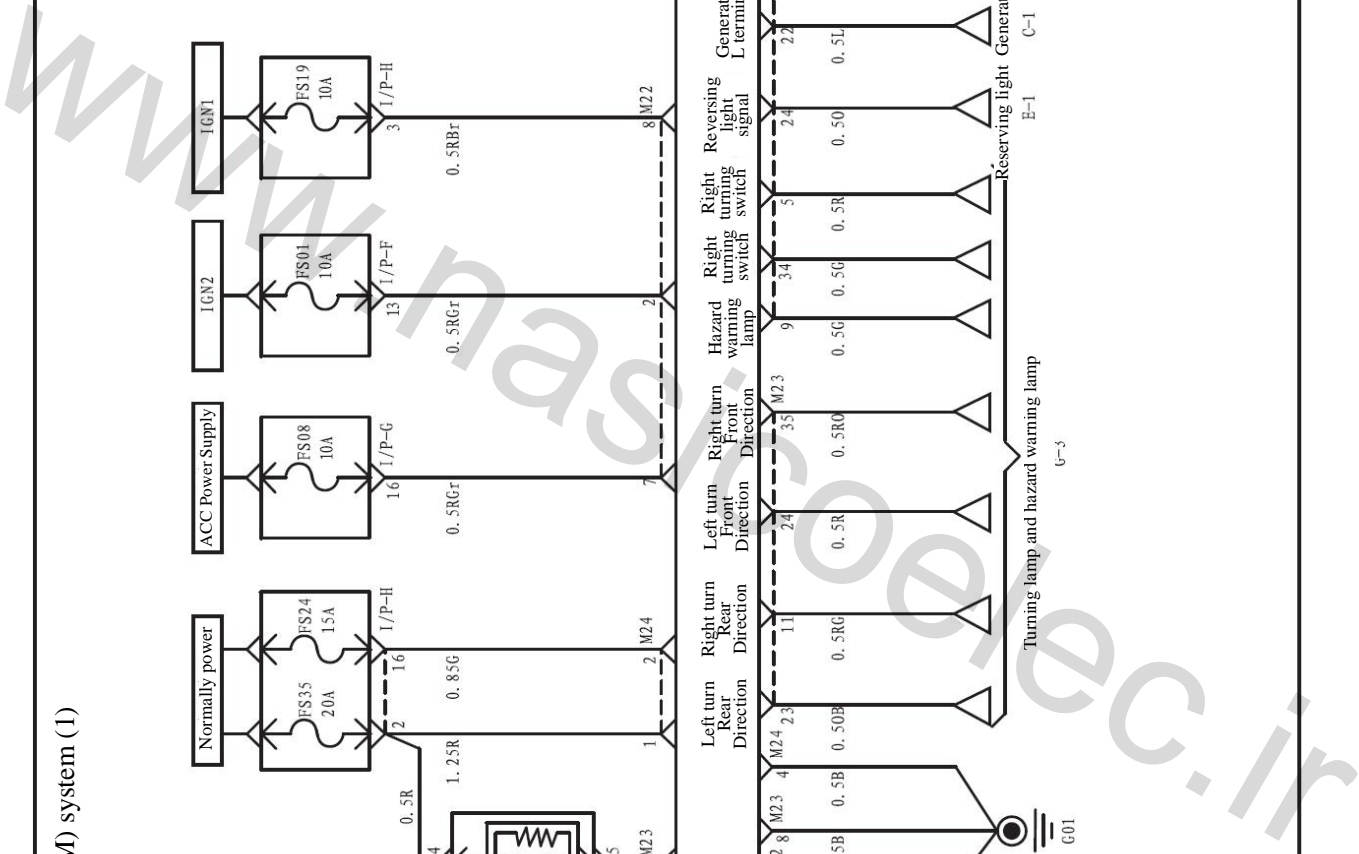 M) system (1)
Normally power
ACC Power Supply
IGN2
IGN1
FS35
20A
FS24
15A
FS08
10A
FS01
10A
FS19
10A
2
16
I/P-H
16
I/P-G
13
I/P-F
3
I/P-H
0.5R
1.25R
0.85G
0.5RGr
0.5RGr
0.5RBr
4
5
M23
1
2
M24
7
2
8
M22
Left turn
Rear
Direction
Right turn
Rear
Direction
Left turn
Front
Direction
Right turn
Front
Direction
Hazard
warning
lamp
Right
turning
switch
Right
turning
switch
Reversing
light
signal
Generat
L termin
2
8
M23
4
M24
23
11
24
35
M23
9
34
5
24
22
5B
0.5B
0.50B
0.5RG
0.5R
0.5RO
0.5G
0.5G
0.5R
0.5O
0.5L
Reserving light
Generat
Turning lamp and hazard warning lamp
E-1
C-1
G01
www.nasicoelec.ir